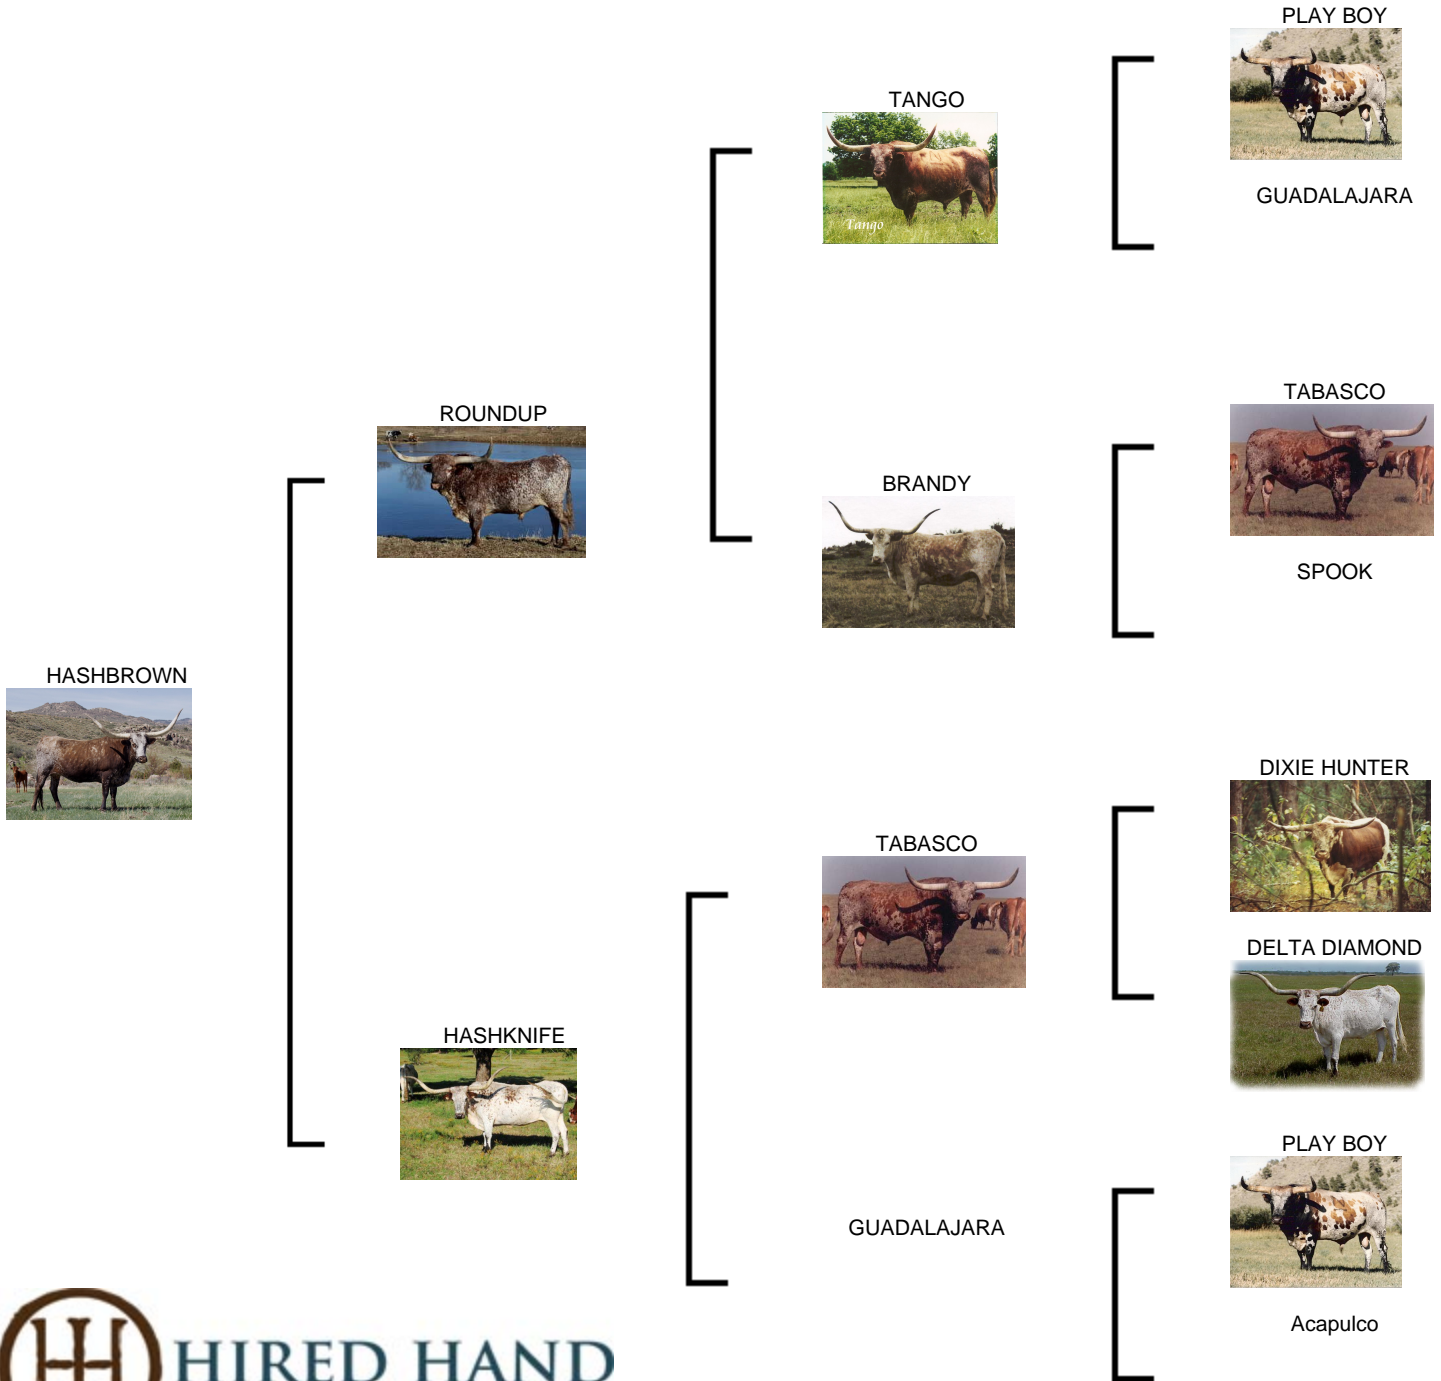 PLAY BOY
TANGO
Tango
GUADALAJARA
TABASCO
ROUNDUP
BRANDY
SPOOK
HASHBROWN
DIXIE HUNTER
TABASCO
DELTA DIAMOND
HASHKNIFE
PLAY BOY
GUADALAJARA
Acapulco
HIRED HAND